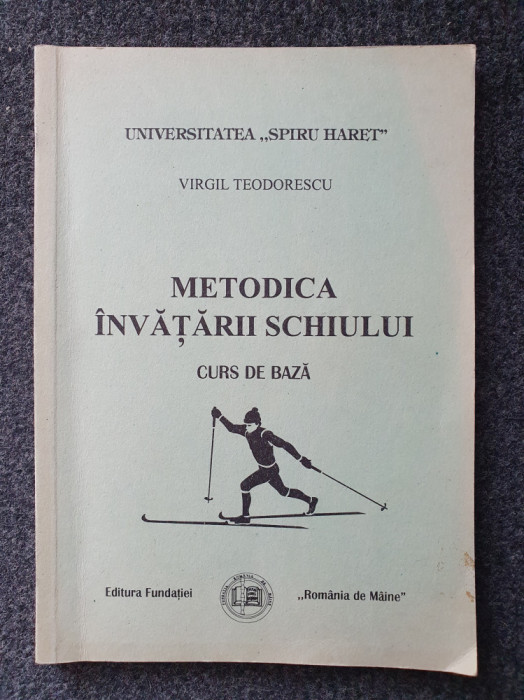 UNIVERSITATEA „SPIRU HARET”
VIRGIL TEODORESCU
METODICA
ÎNVĂȚĂRII SCHIULUI
CURS DE BAZĂ
Editura Fundației
„România de Mâine”